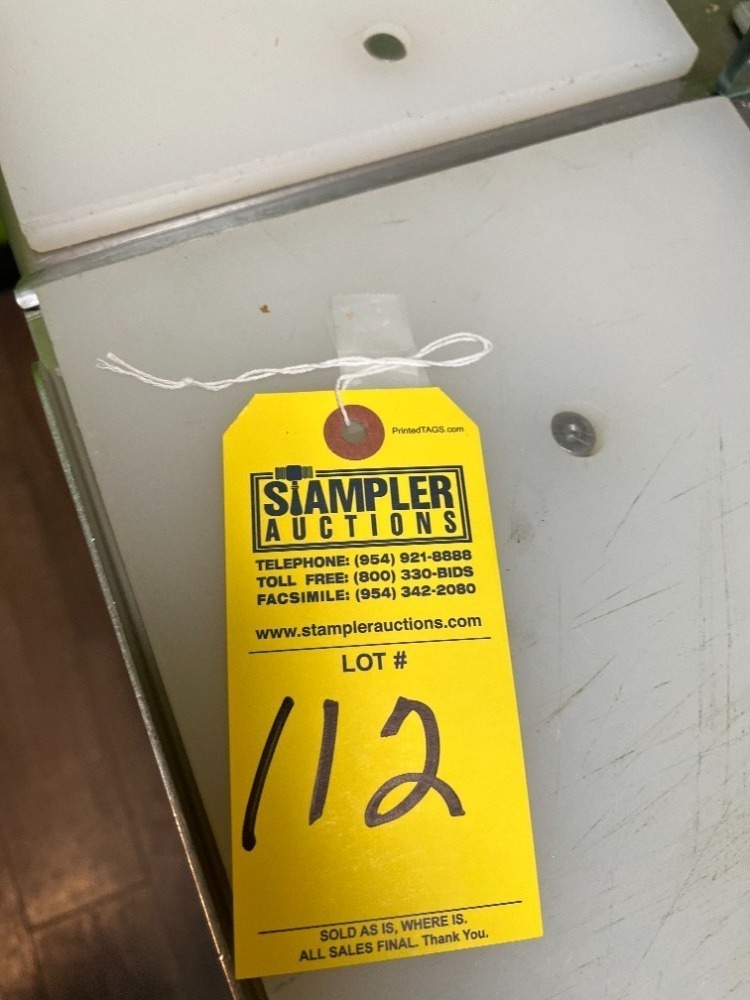 PrintedTAGS.com
STAMPLER
AUCTIONS
TELEPHONE: (954) 921-8888
TOLL FREE: (800) 330-BIDS
FACSIMILE: (954) 342-2080
www.stamplerauctions.com
LOT #
112
SOLD AS IS, WHERE IS.
ALL SALES FINAL. Thank You.